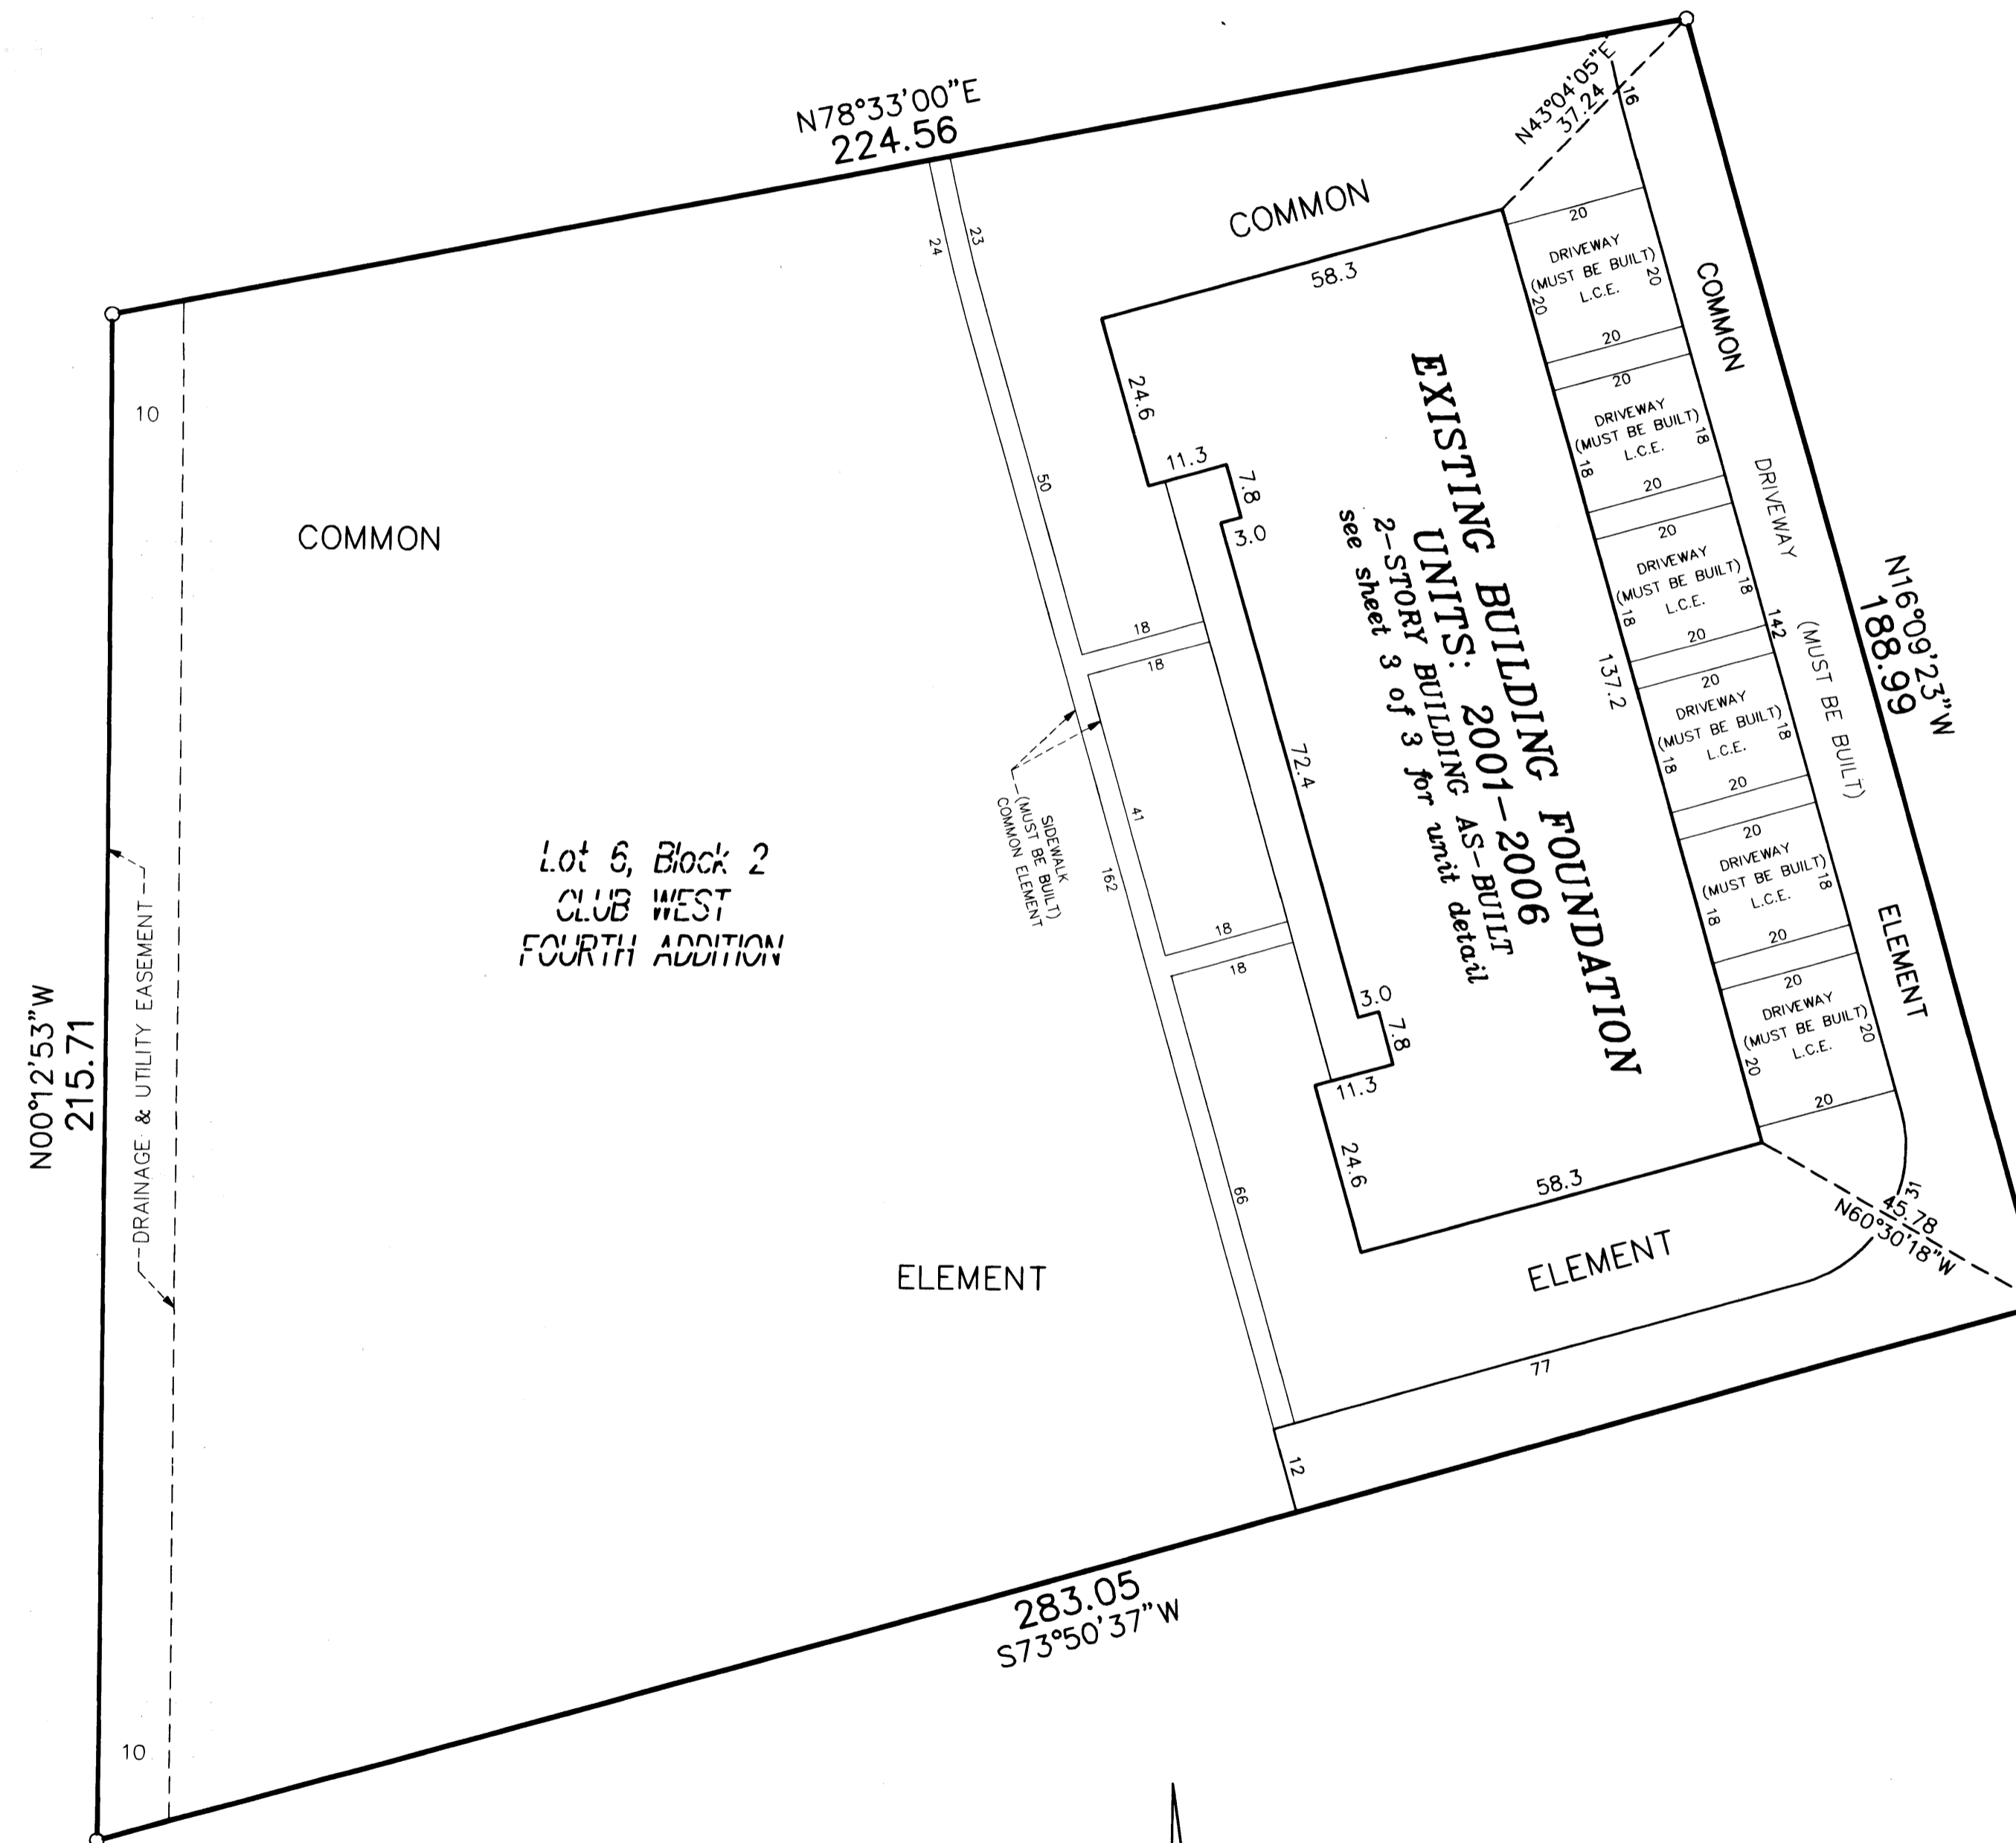 N78°33'00"E
224.56
N43°04'05"E
37.24
16
COMMON
58.3
24
23
20
DRIVEWAY
(MUST BE BUILT)
L.C.E.
20
20
20
COMMON
10
COMMON
24.6
11.3
7.8
3.0
50
20
DRIVEWAY
(MUST BE BUILT)
L.C.E.
18
18
20
DRIVEWAY
EXISTING BUILDING FOUNDATION
UNITS: 2001-2006
2-STORY BUILDING AS-BUILT
see sheet 3 of 3 for unit detail
20
DRIVEWAY
(MUST BE BUILT)
L.C.E.
18
18
20
142
(MUST BE BUILT)
N16°09'23"W
188.99
18
18
137.2
20
DRIVEWAY
(MUST BE BUILT)
L.C.E.
18
18
20
72.4
41
SIDEWALK
(MUST BE BUILT)
COMMON ELEMENT
162
Lot 6, Block 2
CLUB WEST
FOURTH ADDITION
20
DRIVEWAY
(MUST BE BUILT)
L.C.E.
18
18
20
ELEMENT
18
18
N00°12'53"W
215.71
DRAINAGE & UTILITY EASEMENT
3.0
7.8
11.3
20
DRIVEWAY
(MUST BE BUILT)
L.C.E.
20
20
20
24.6
58.3
66
31
45.78
N60°30'18"W
ELEMENT
ELEMENT
77
12
283.05
S73°50'37"W
10